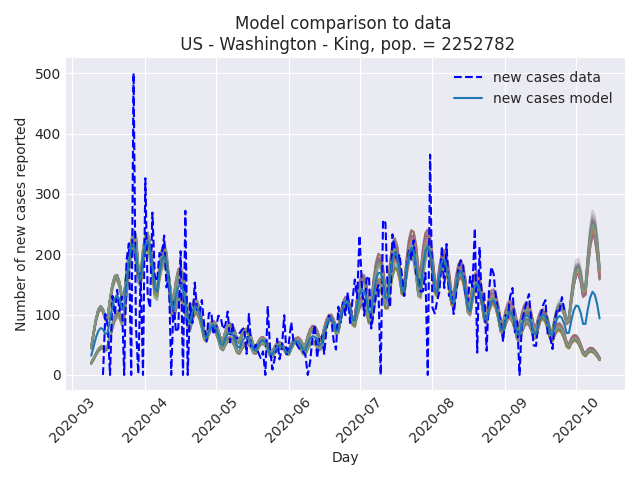 Model comparison to data
US - Washington - King, pop. = 2252782
new cases data
new cases model
Number of new cases reported
500
400
300
200
100
0
2020-03
2020-04
2020-05
2020-06
2020-07
2020-08
2020-09
2020-10
Day